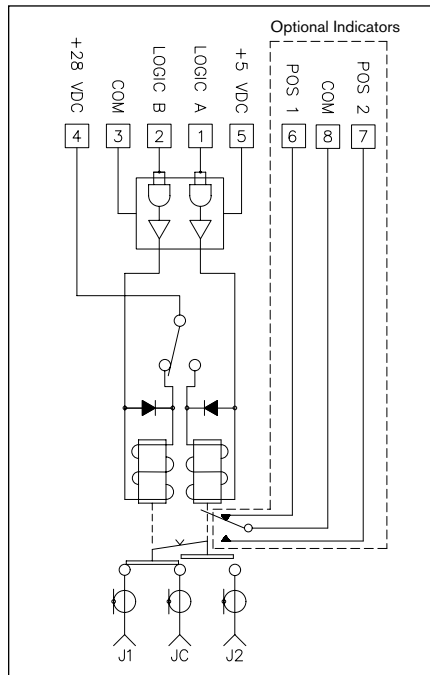 Optional Indicators
+28 VDC
COM
LOGIC B
LOGIC A
+5 VDC
POS 1
COM
POS 2
4
3
2
1
5
6
8
7
J1
JC
J2